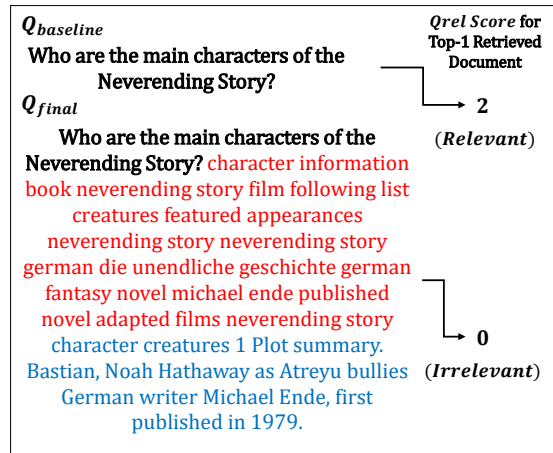 Q_baseline
Who are the main characters of the
Neverending Story?
Q_final
Who are the main characters of the
Neverending Story? character information
book neverending story film following list
creatures featured appearances
neverending story neverending story
german die unendliche geschichte german
fantasy novel michael ende published
novel adapted films neverending story
character creatures 1 Plot summary.
Bastian, Noah Hathaway as Atreyu bullies
German writer Michael Ende, first
published in 1979.
Qrel Score for
Top-1 Retrieved
Document
2
(Relevant)
0
(Irrelevant)